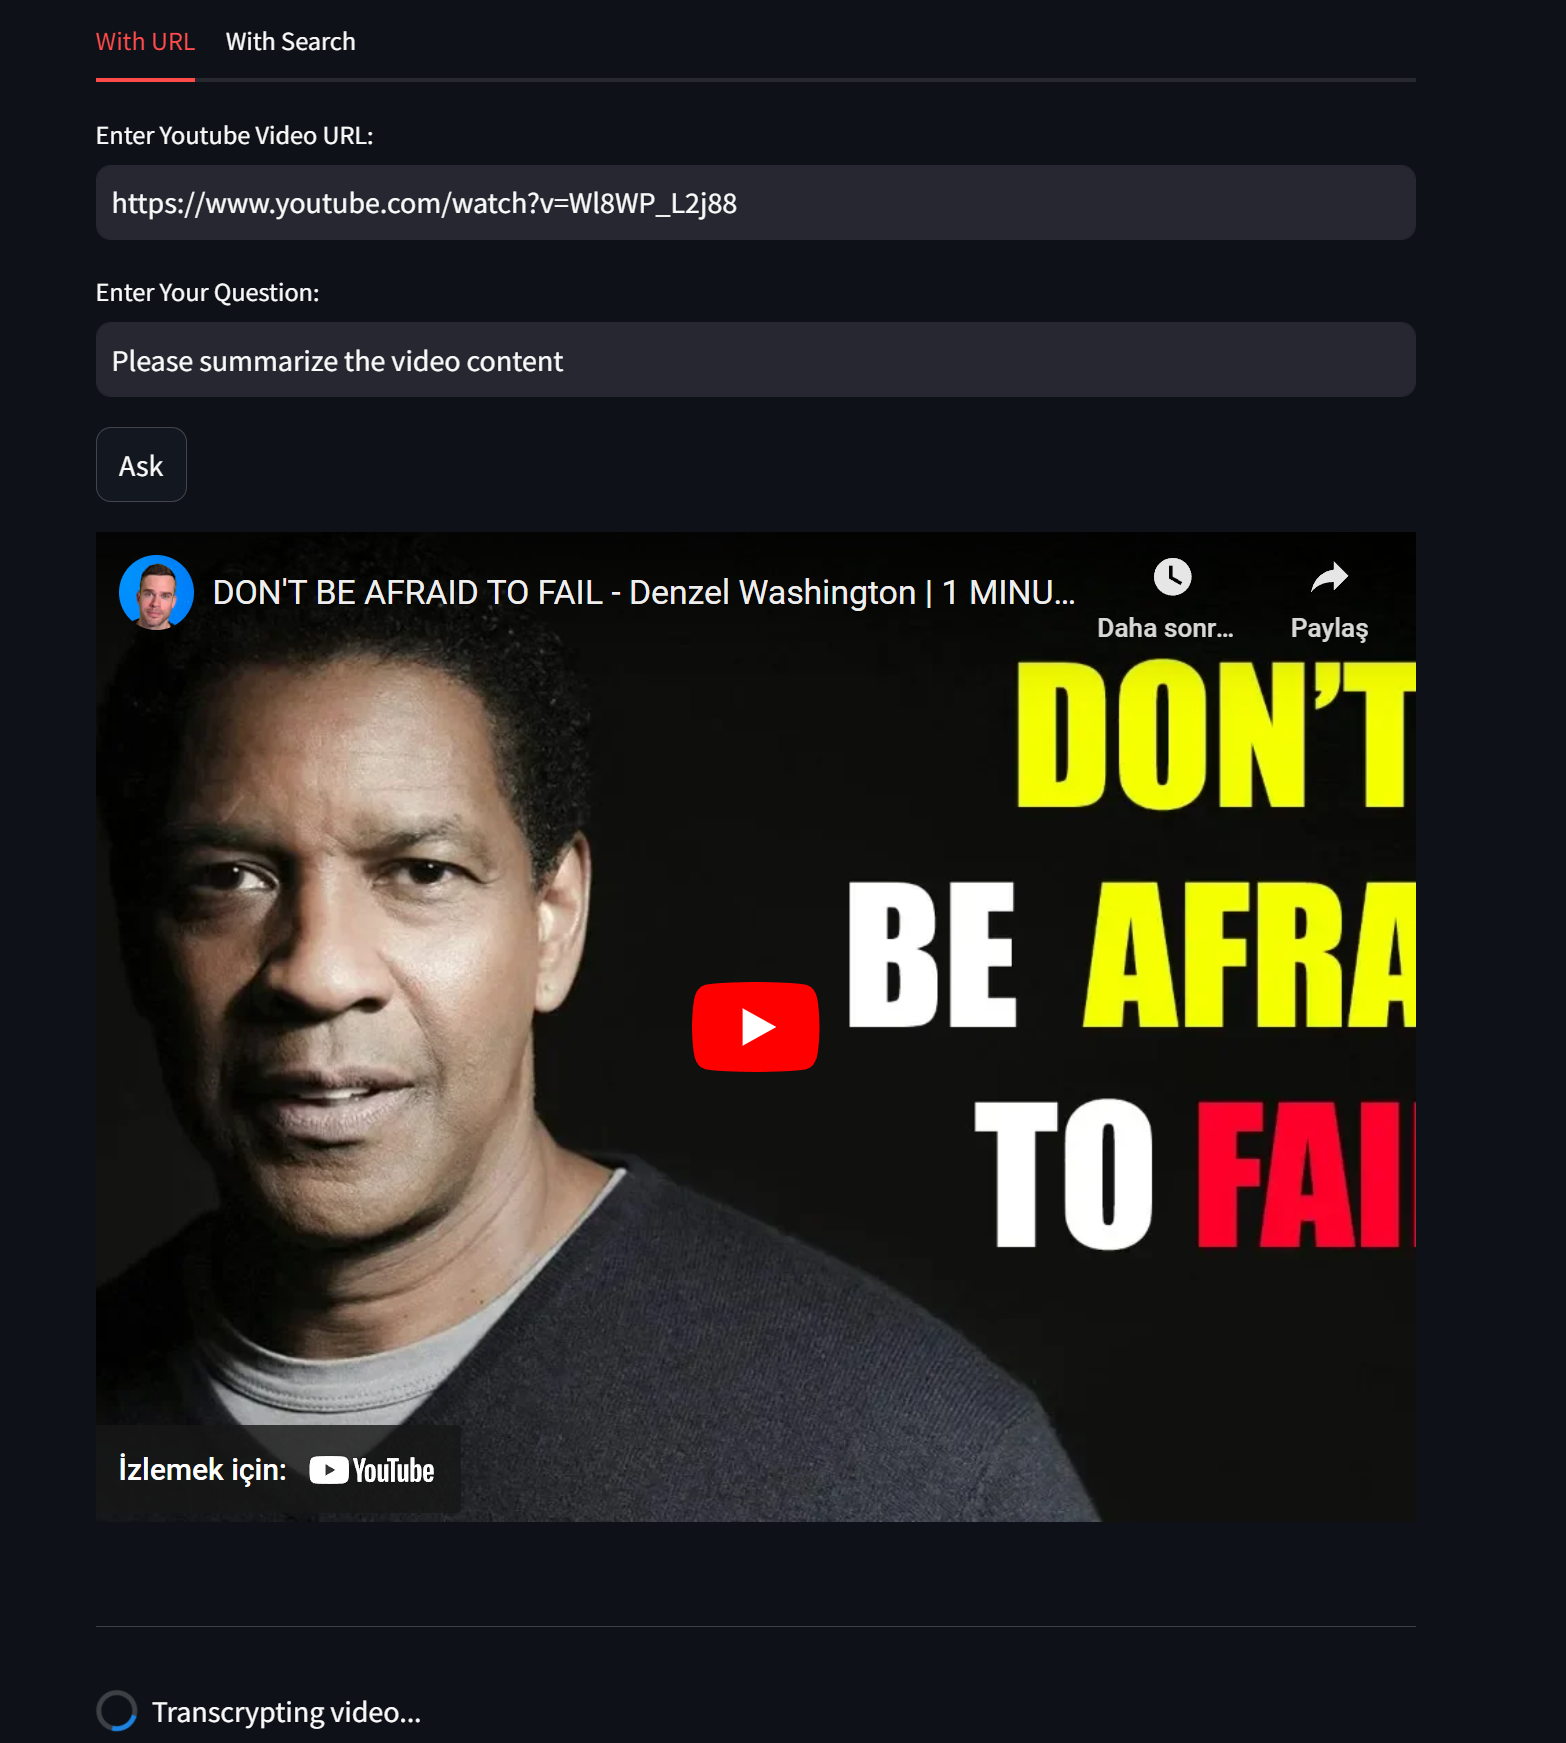 With URL With Search
Enter Youtube Video URL:
https://www.youtube.com/watch?v=Wl8WP_L2j88
Enter Your Question:
Please summarize the video content
Ask
DON'T BE AFRAID TO FAIL - Denzel Washington | 1 MINU...
Daha sonr... Paylaş
DON'T
BE AFRA
TO FAI
İzlemek için: YouTube
Transcrypting video...